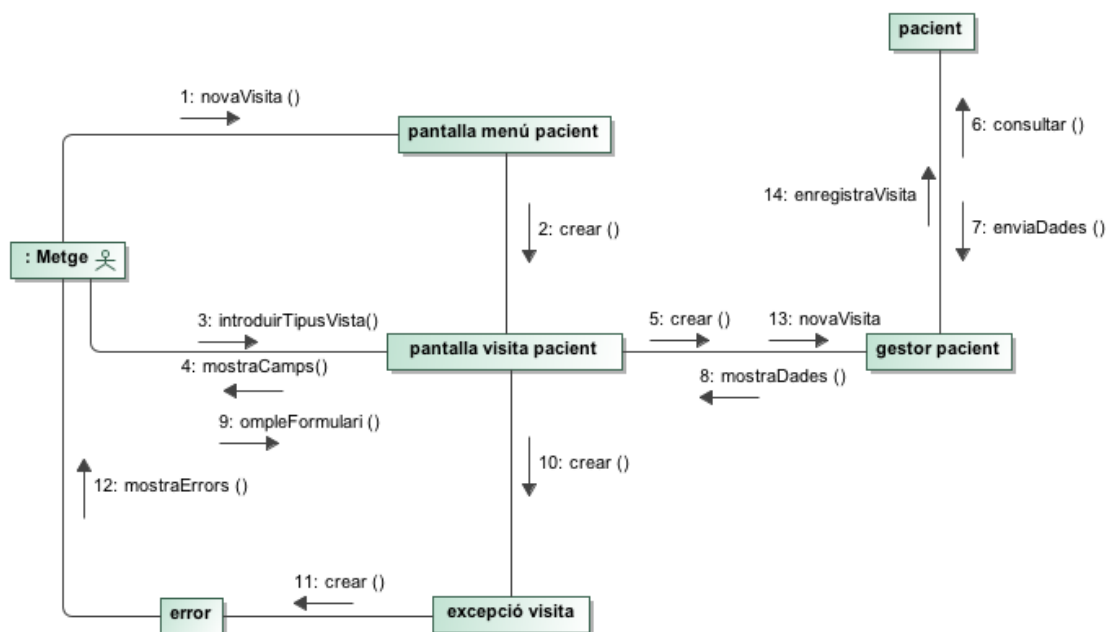 pacient
1: novaVisita ()
pantalla menú pacient
6: consultar ()
14: enregistraVisita
2: crear ()
7: enviaDades ()
: Metge
3: introduirTipusVista()
5: crear ()
13: novaVisita
pantalla visita pacient
gestor pacient
4: mostraCamps()
8: mostraDades ()
9: ompleFormulari ()
10: crear ()
12: mostraErrors ()
11: crear ()
error
excepció visita